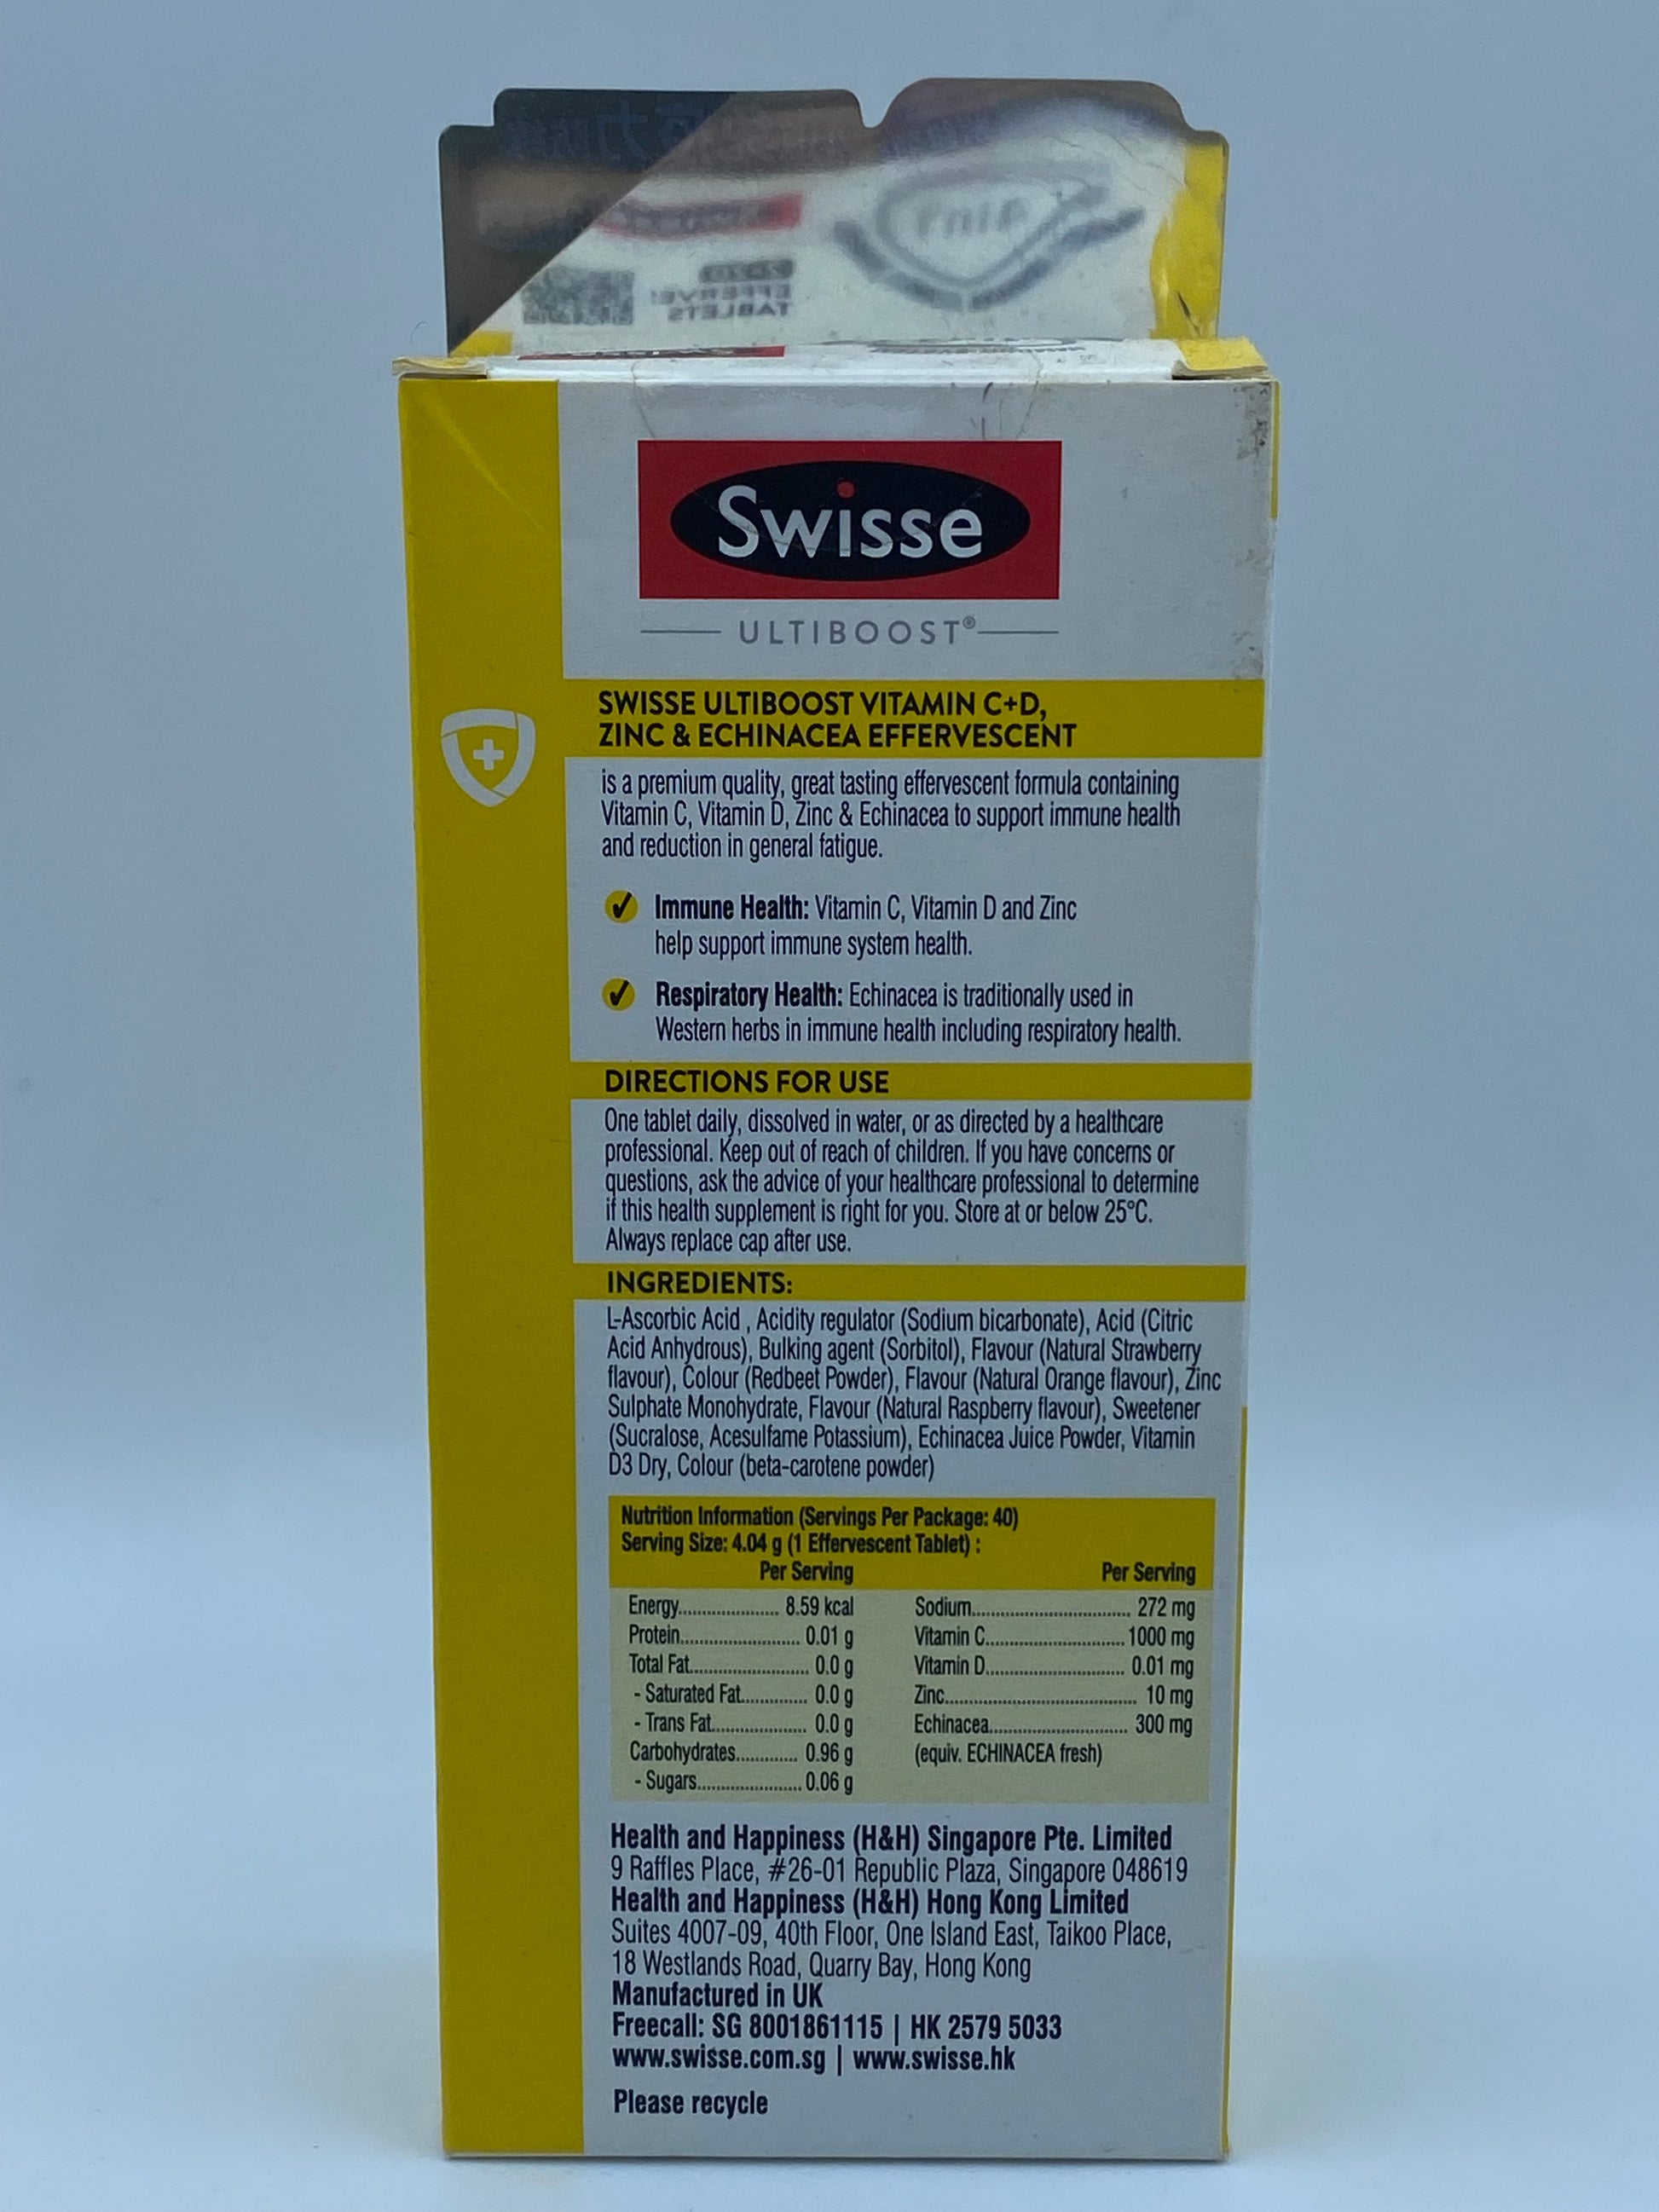 Swisse
ULTIBOOST®
SWISSE ULTIBOOST VITAMIN C+D,
ZINC & ECHINACEA EFFERVESCENT
is a premium quality, great tasting effervescent formula containing
Vitamin C, Vitamin D, Zinc & Echinacea to support immune health
and reduction in general fatigue.
Immune Health: Vitamin C, Vitamin D and Zinc
help support immune system health.
Respiratory Health: Echinacea is traditionally used in
Western herbs in immune health including respiratory health.
DIRECTIONS FOR USE
One tablet daily, dissolved in water, or as directed by a healthcare
professional. Keep out of reach of children. If you have concerns or
questions, ask the advice of your healthcare professional to determine
if this health supplement is right for you. Store at or below 25°C.
Always replace cap after use.
INGREDIENTS:
L-Ascorbic Acid , Acidity regulator (Sodium bicarbonate), Acid (Citric
Acid Anhydrous), Bulking agent (Sorbitol), Flavour (Natural Strawberry
flavour), Colour (Redbeet Powder), Flavour (Natural Orange flavour), Zinc
Sulphate Monohydrate, Flavour (Natural Raspberry flavour), Sweetener
(Sucralose, Acesulfame Potassium), Echinacea Juice Powder, Vitamin
D3 Dry, Colour (beta-carotene powder)
Nutrition Information (Servings Per Package: 40)
Serving Size: 4.04 g (1 Effervescent Tablet) :
Per Serving Per Serving
Energy 8.59 kcal Sodium 272 mg
Protein 0.01 g Vitamin C 1000 mg
Total Fat 0.0 g Vitamin D 0.01 mg
- Saturated Fat 0.0 g Zinc 10 mg
- Trans Fat 0.0 g Echinacea 300 mg
Carbohydrates 0.96 g (equiv. ECHINACEA fresh)
- Sugars 0.06 g
Health and Happiness (H&H) Singapore Pte. Limited
9 Raffles Place, #26-01 Republic Plaza, Singapore 048619
Health and Happiness (H&H) Hong Kong Limited
Suites 4007-09, 40th Floor, One Island East, Taikoo Place,
18 Westlands Road, Quarry Bay, Hong Kong
Manufactured in UK
Freecall: SG 8001861115 | HK 2579 5033
www.swisse.com.sg | www.swisse.hk
Please recycle